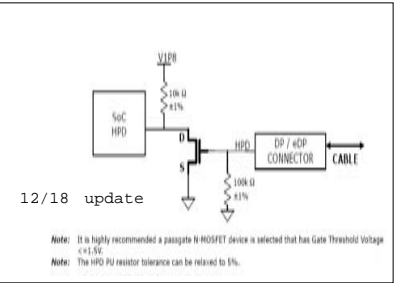 V1P8
10k Ω
±1%
SoC
HPD
D
S
HPD
DP / eDP
CONNECTOR
CABLE
100k Ω
±1%
12/18 update
Note: It is highly recommended a passgate N-MOSFET device is selected that has Gate Threshold Voltage
<=1.5V.
Note: The HPD PU resistor tolerance can be relaxed to 5%.